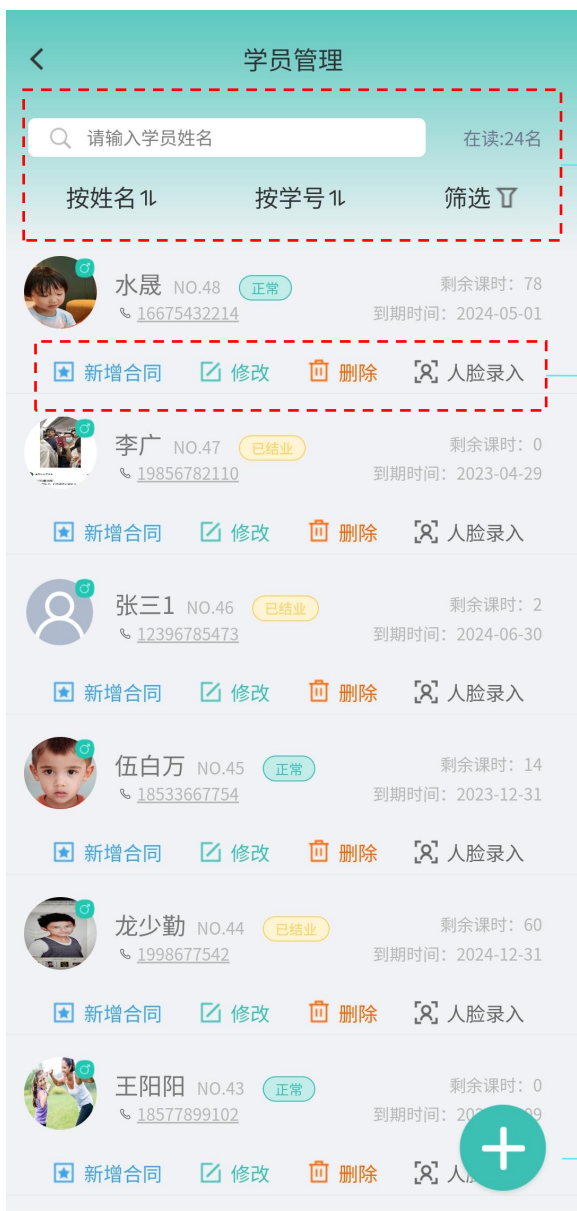 学员管理
请输入学员姓名 在读:24名
按姓名 按学号 筛选
水晟 NO.48 正常 剩余课时：78
16675432214 到期时间：2024-05-01
新增合同 修改 删除 人脸录入
李广 NO.47 已结业 剩余课时：0
19856782110 到期时间：2023-04-29
新增合同 修改 删除 人脸录入
张三1 NO.46 已结业 剩余课时：2
12396785473 到期时间：2024-06-30
新增合同 修改 删除 人脸录入
伍白万 NO.45 正常 剩余课时：14
18533667754 到期时间：2023-12-31
新增合同 修改 删除 人脸录入
龙少勤 NO.44 已结业 剩余课时：60
1998677542 到期时间：2024-12-31
新增合同 修改 删除 人脸录入
王阳阳 NO.43 正常 剩余课时：0
18577899102 到期时间：
新增合同 修改 删除 人